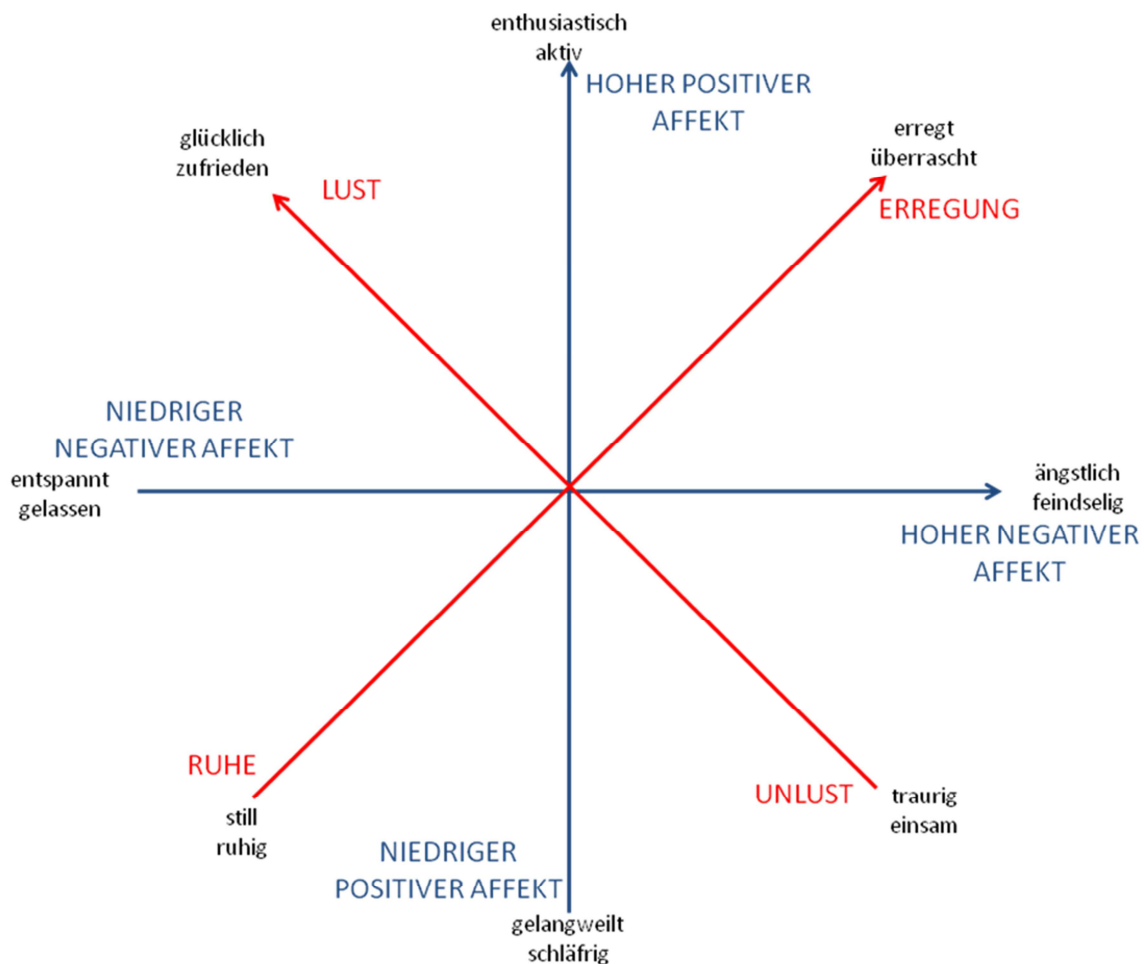 enthusiastisch
aktiv
HOHER POSITIVER
AFFEKT
glücklich
zufrieden
LUST
erregt
überrascht
ERREGUNG
NIEDRIGER
NEGATIVER AFFEKT
entspannt
gelassen
ängstlich
feindselig
HOHER NEGATIVER
AFFEKT
RUHE
still
ruhig
UNLUST
traurig
einsam
NIEDRIGER
POSITIVER AFFEKT
gelangweilt
schläfrig